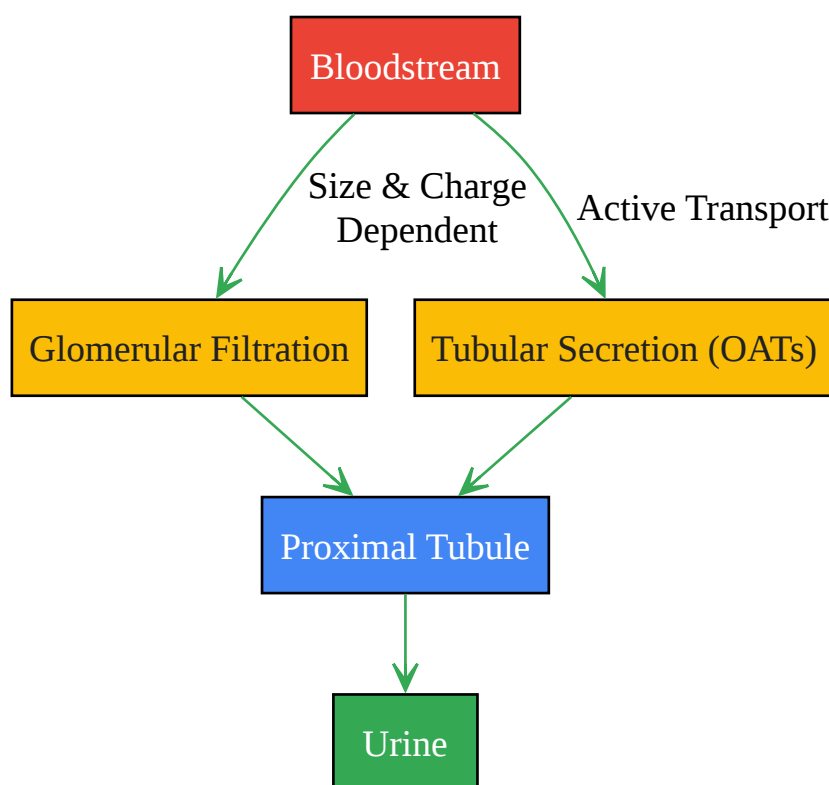 Bloodstream
Size & Charge
Dependent
Active Transport
Glomerular Filtration
Tubular Secretion (OATs)
Proximal Tubule
Urine